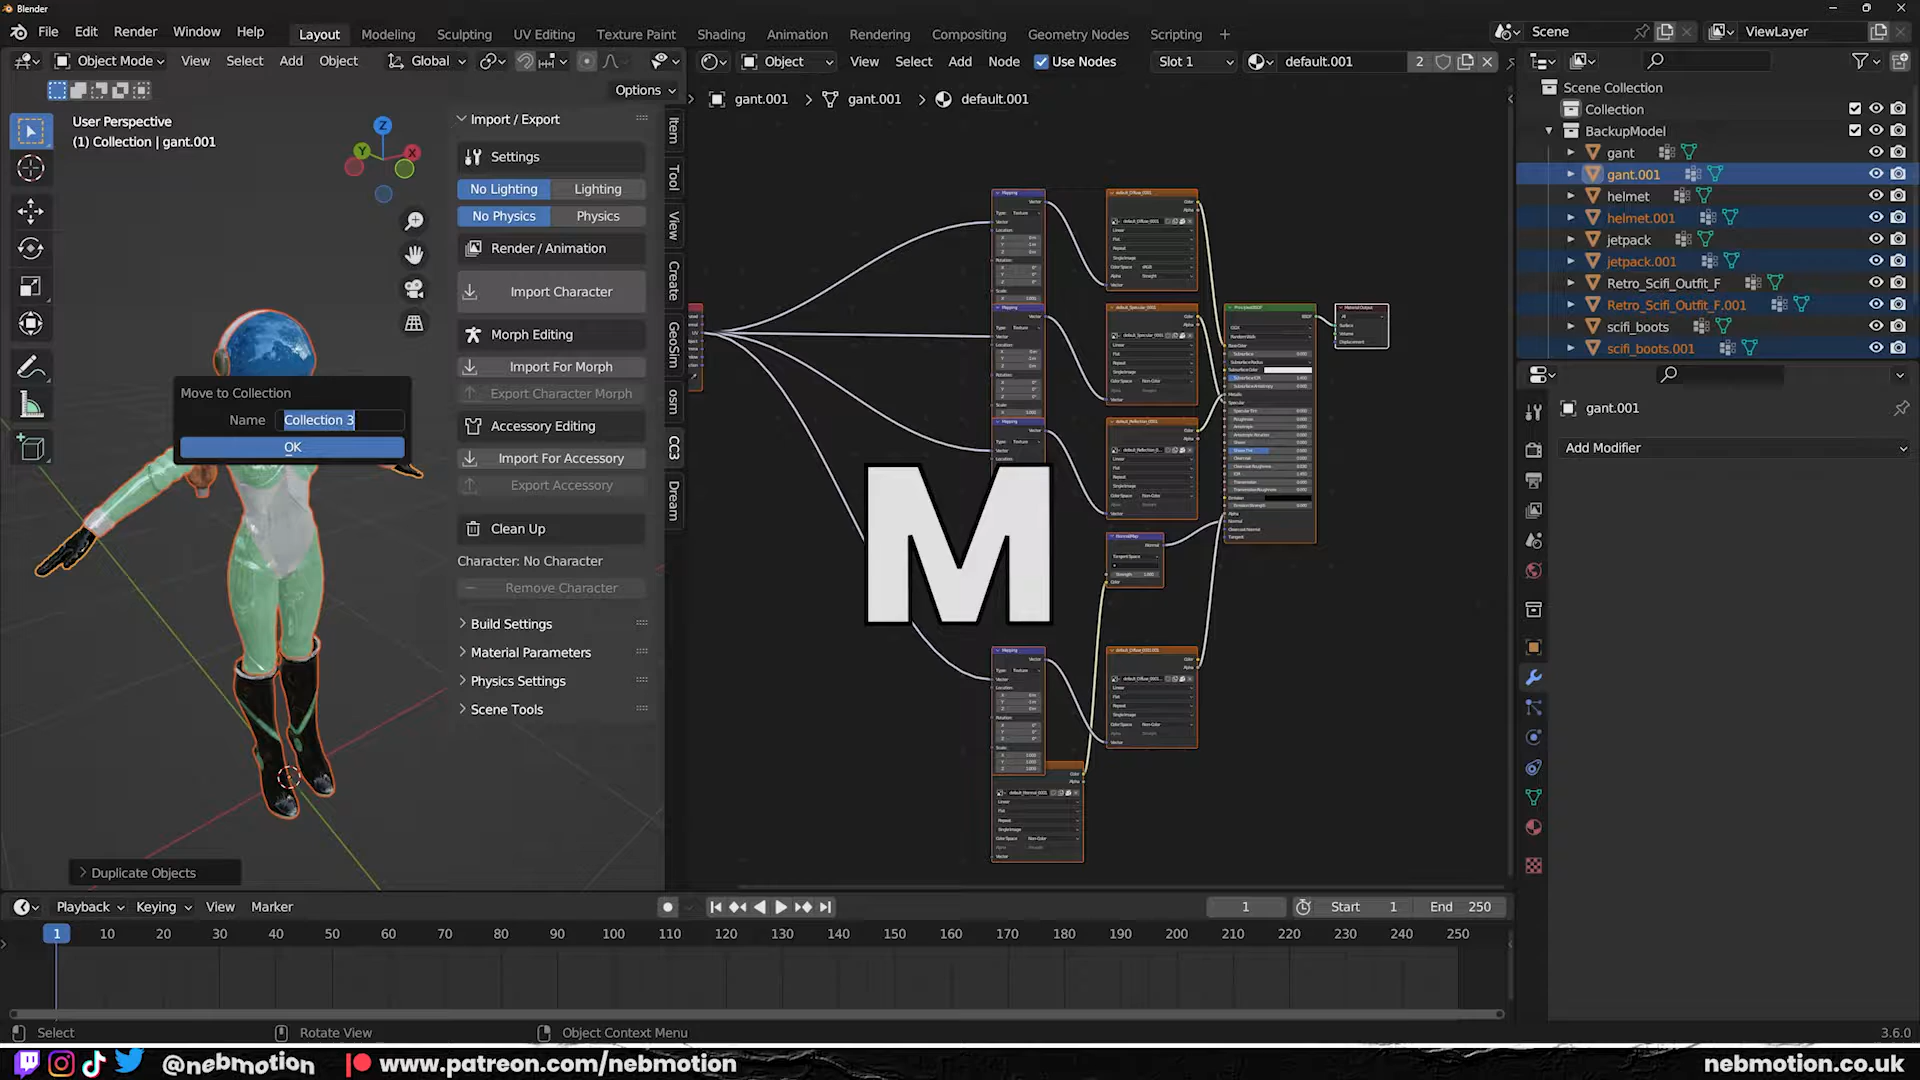 Blender
File Edit Render Window Help
Layout Modeling Sculpting UV Editing Texture Paint Shading Animation Rendering Compositing Geometry Nodes Scripting +
Scene
ViewLayer
Object Mode View Select Add Object Global
Options
Object View Select Add Node Use Nodes Slot 1 default.001 2
gant.001 > gant.001 > default.001
User Perspective
(1) Collection | gant.001
Z
Y
X
Import / Export
Settings
No Lighting Lighting
No Physics Physics
Render / Animation
Import Character
Morph Editing
Import For Morph
Export Character Morph
Accessory Editing
Import For Accessory
Export Accessory
Clean Up
Character: No Character
Remove Character
Build Settings
Material Parameters
Physics Settings
Scene Tools
Item
Tool
View
Create
GeoSim
osm
CC3
Dream
Move to Collection
Name Collection 3
OK
Duplicate Objects
M
Scene Collection
Collection
BackupModel
gant
gant.001
helmet
helmet.001
jetpack
jetpack.001
Retro_Scifi_Outfit_F
Retro_Scifi_Outfit_F.001
scifi_boots
scifi_boots.001
gant.001
Add Modifier
Playback Keying View Marker
1 Start 1 End 250
1 10 20 30 40 50 60 70 80 90 100 110 120 130 140 150 160 170 180 190 200 210 220 230 240 250
Select Rotate View Object Context Menu
3.6.0
@nebmotion www.patreon.com/nebmotion nebmotion.co.uk